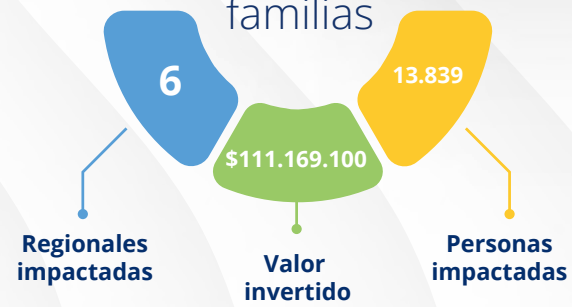 familias
6
13.839
$111.169.100
Regionales
impactadas
Valor
invertido
Personas
impactadas